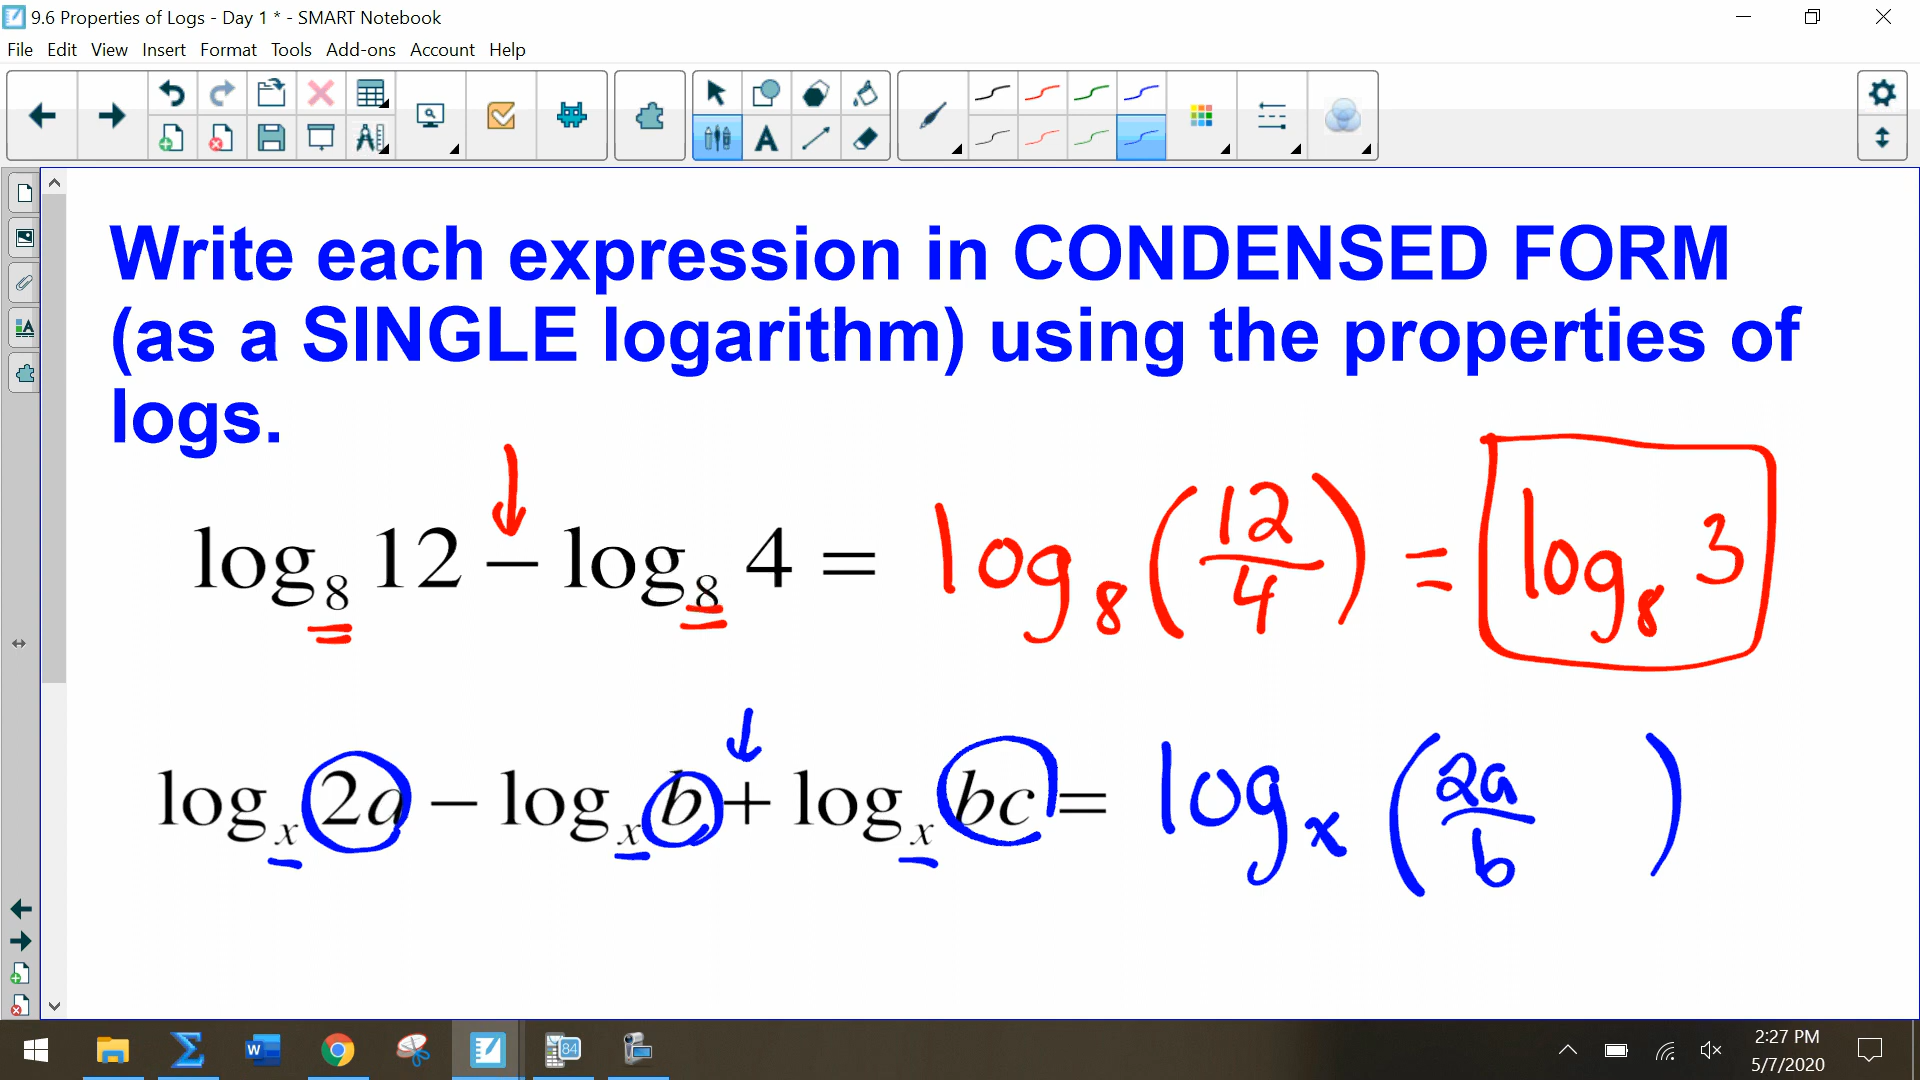 9.6 Properties of Logs - Day 1 * - SMART Notebook
File Edit View Insert Format Tools Add-ons Account Help
Write each expression in CONDENSED FORM
(as a SINGLE logarithm) using the properties of
logs.
log₈ 12 − log₈ 4 = log₈ (12/4) = log₈ 3
logₓ 2a − logₓ b + logₓ bc = logₓ (2a/b )
2:27 PM
5/7/2020